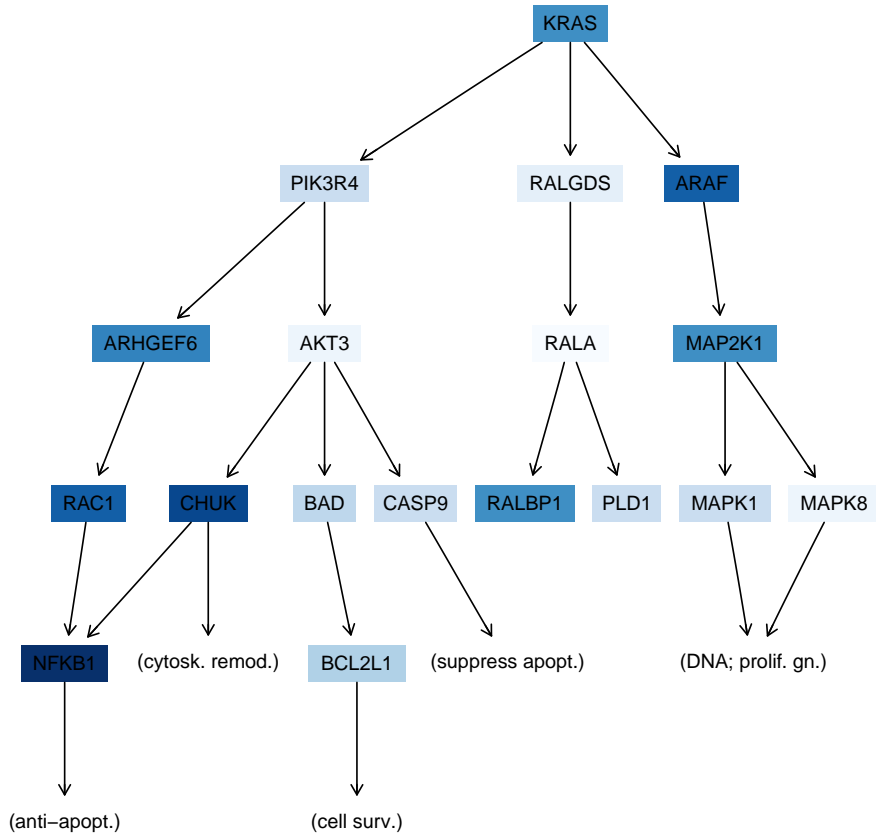 KRAS
PIK3R4
RALGDS
ARAF
ARHGEF6
AKT3
RALA
MAP2K1
RAC1
CHUK
BAD
CASP9
RALBP1
PLD1
MAPK1
MAPK8
NFKB1
(cytosk. remod.)
BCL2L1
(suppress apopt.)
(DNA; prolif. gn.)
(anti−apopt.)
(cell surv.)